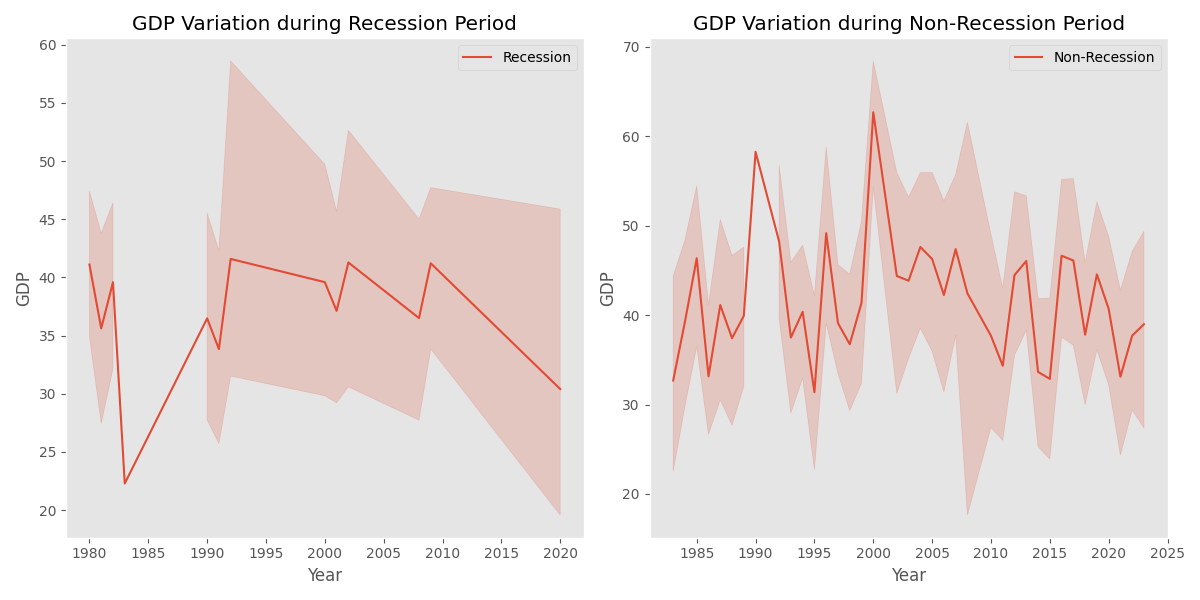 GDP Variation during Recession Period
60
55
50
45
40
35
30
25
20
GDP
Recession
1980 1985 1990 1995 2000 2005 2010 2015 2020
Year
GDP Variation during Non-Recession Period
70
60
50
40
30
20
GDP
Non-Recession
1985 1990 1995 2000 2005 2010 2015 2020 2025
Year